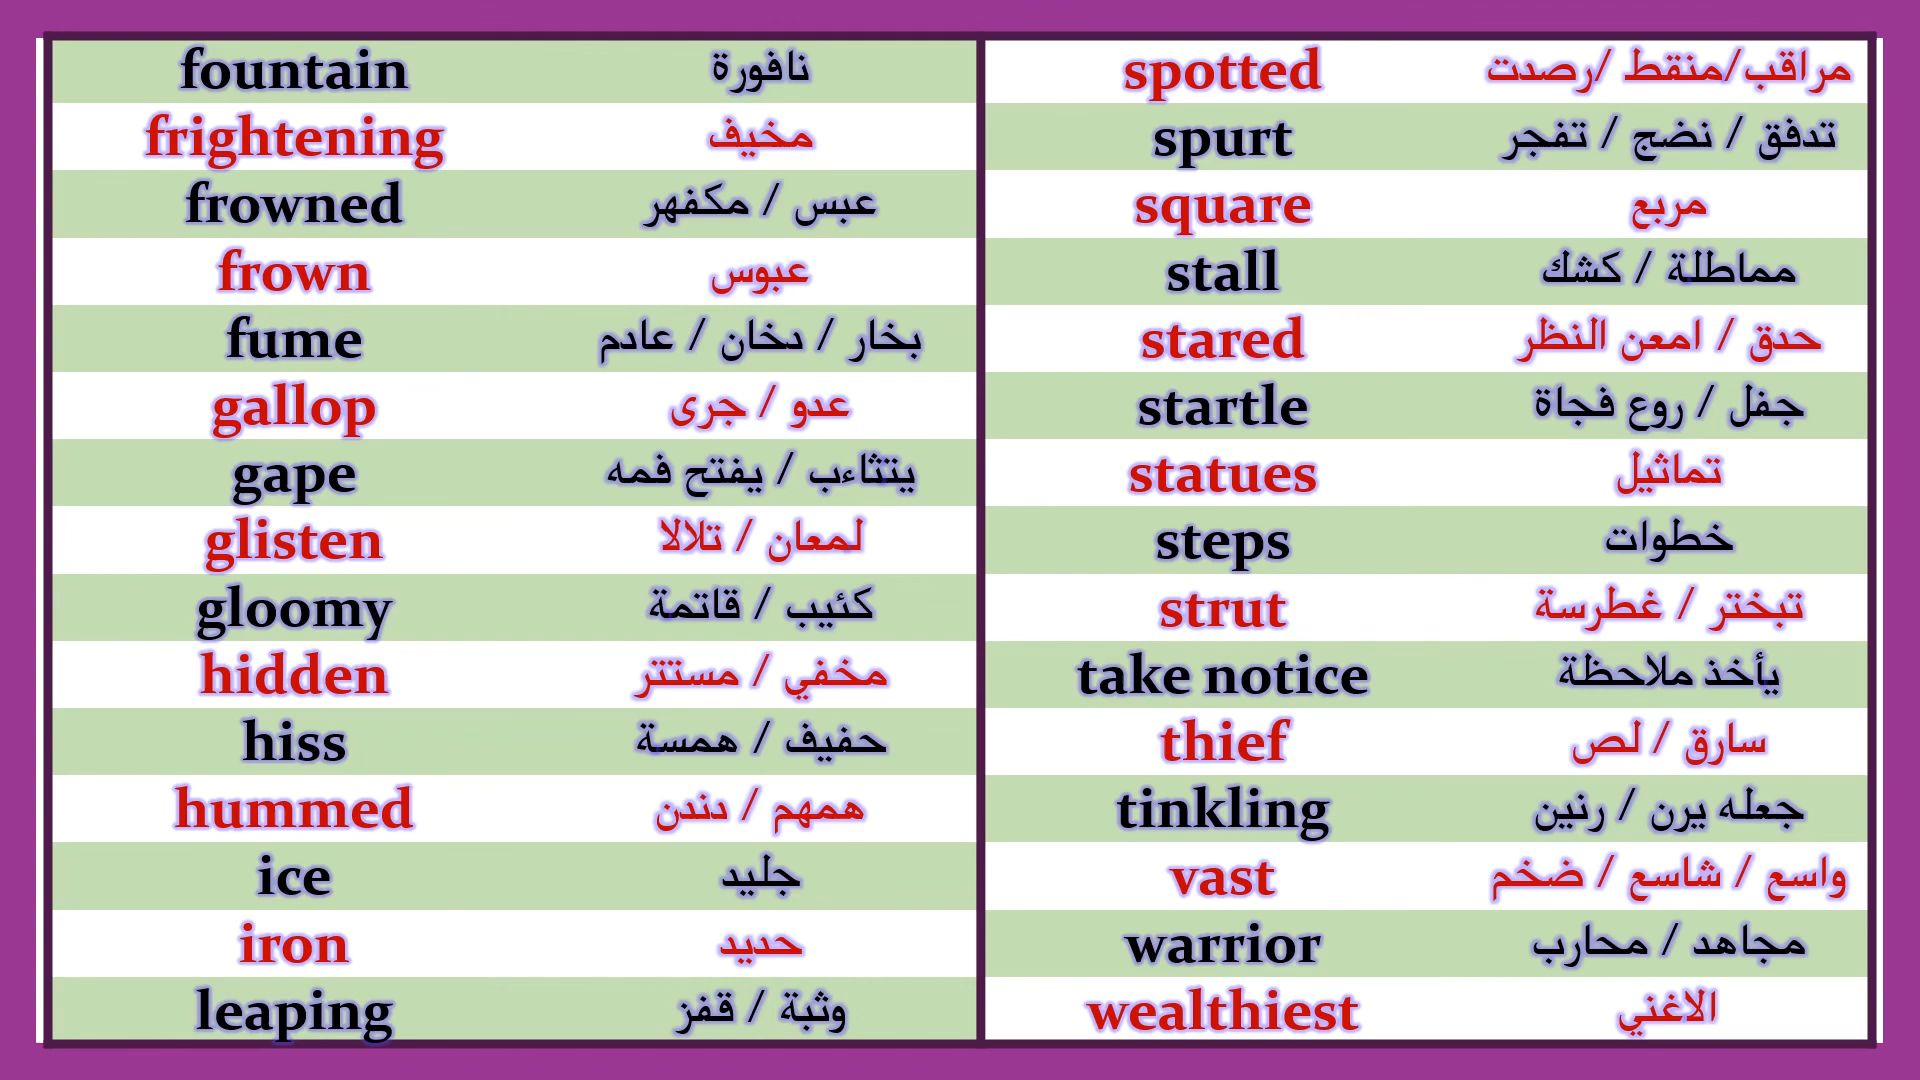 fountain نافورة
frightening مخيف
frowned عبس / مكفهر
frown عبوس
fume بخار / دخان / عادم
gallop عدو / جرى
gape يتثاءب / يفتح فمه
glisten لمعان / تلالا
gloomy كئيب / قاتمة
hidden مخفي / مستتر
hiss حفيف / همسة
hummed همهم / دندن
ice جليد
iron حديد
leaping وثبة / قفز
spotted مراقب/منقط /رصدت
spurt تدفق / نضج / تفجر
square مربع
stall مماطلة / كشك
stared حدق / امعن النظر
startle جفل / روع فجاة
statues تماثيل
steps خطوات
strut تبختر / غطرسة
take notice يأخذ ملاحظة
thief سارق / لص
tinkling جعله يرن / رنين
vast واسع / شاسع / ضخم
warrior مجاهد / محارب
wealthiest الاغني